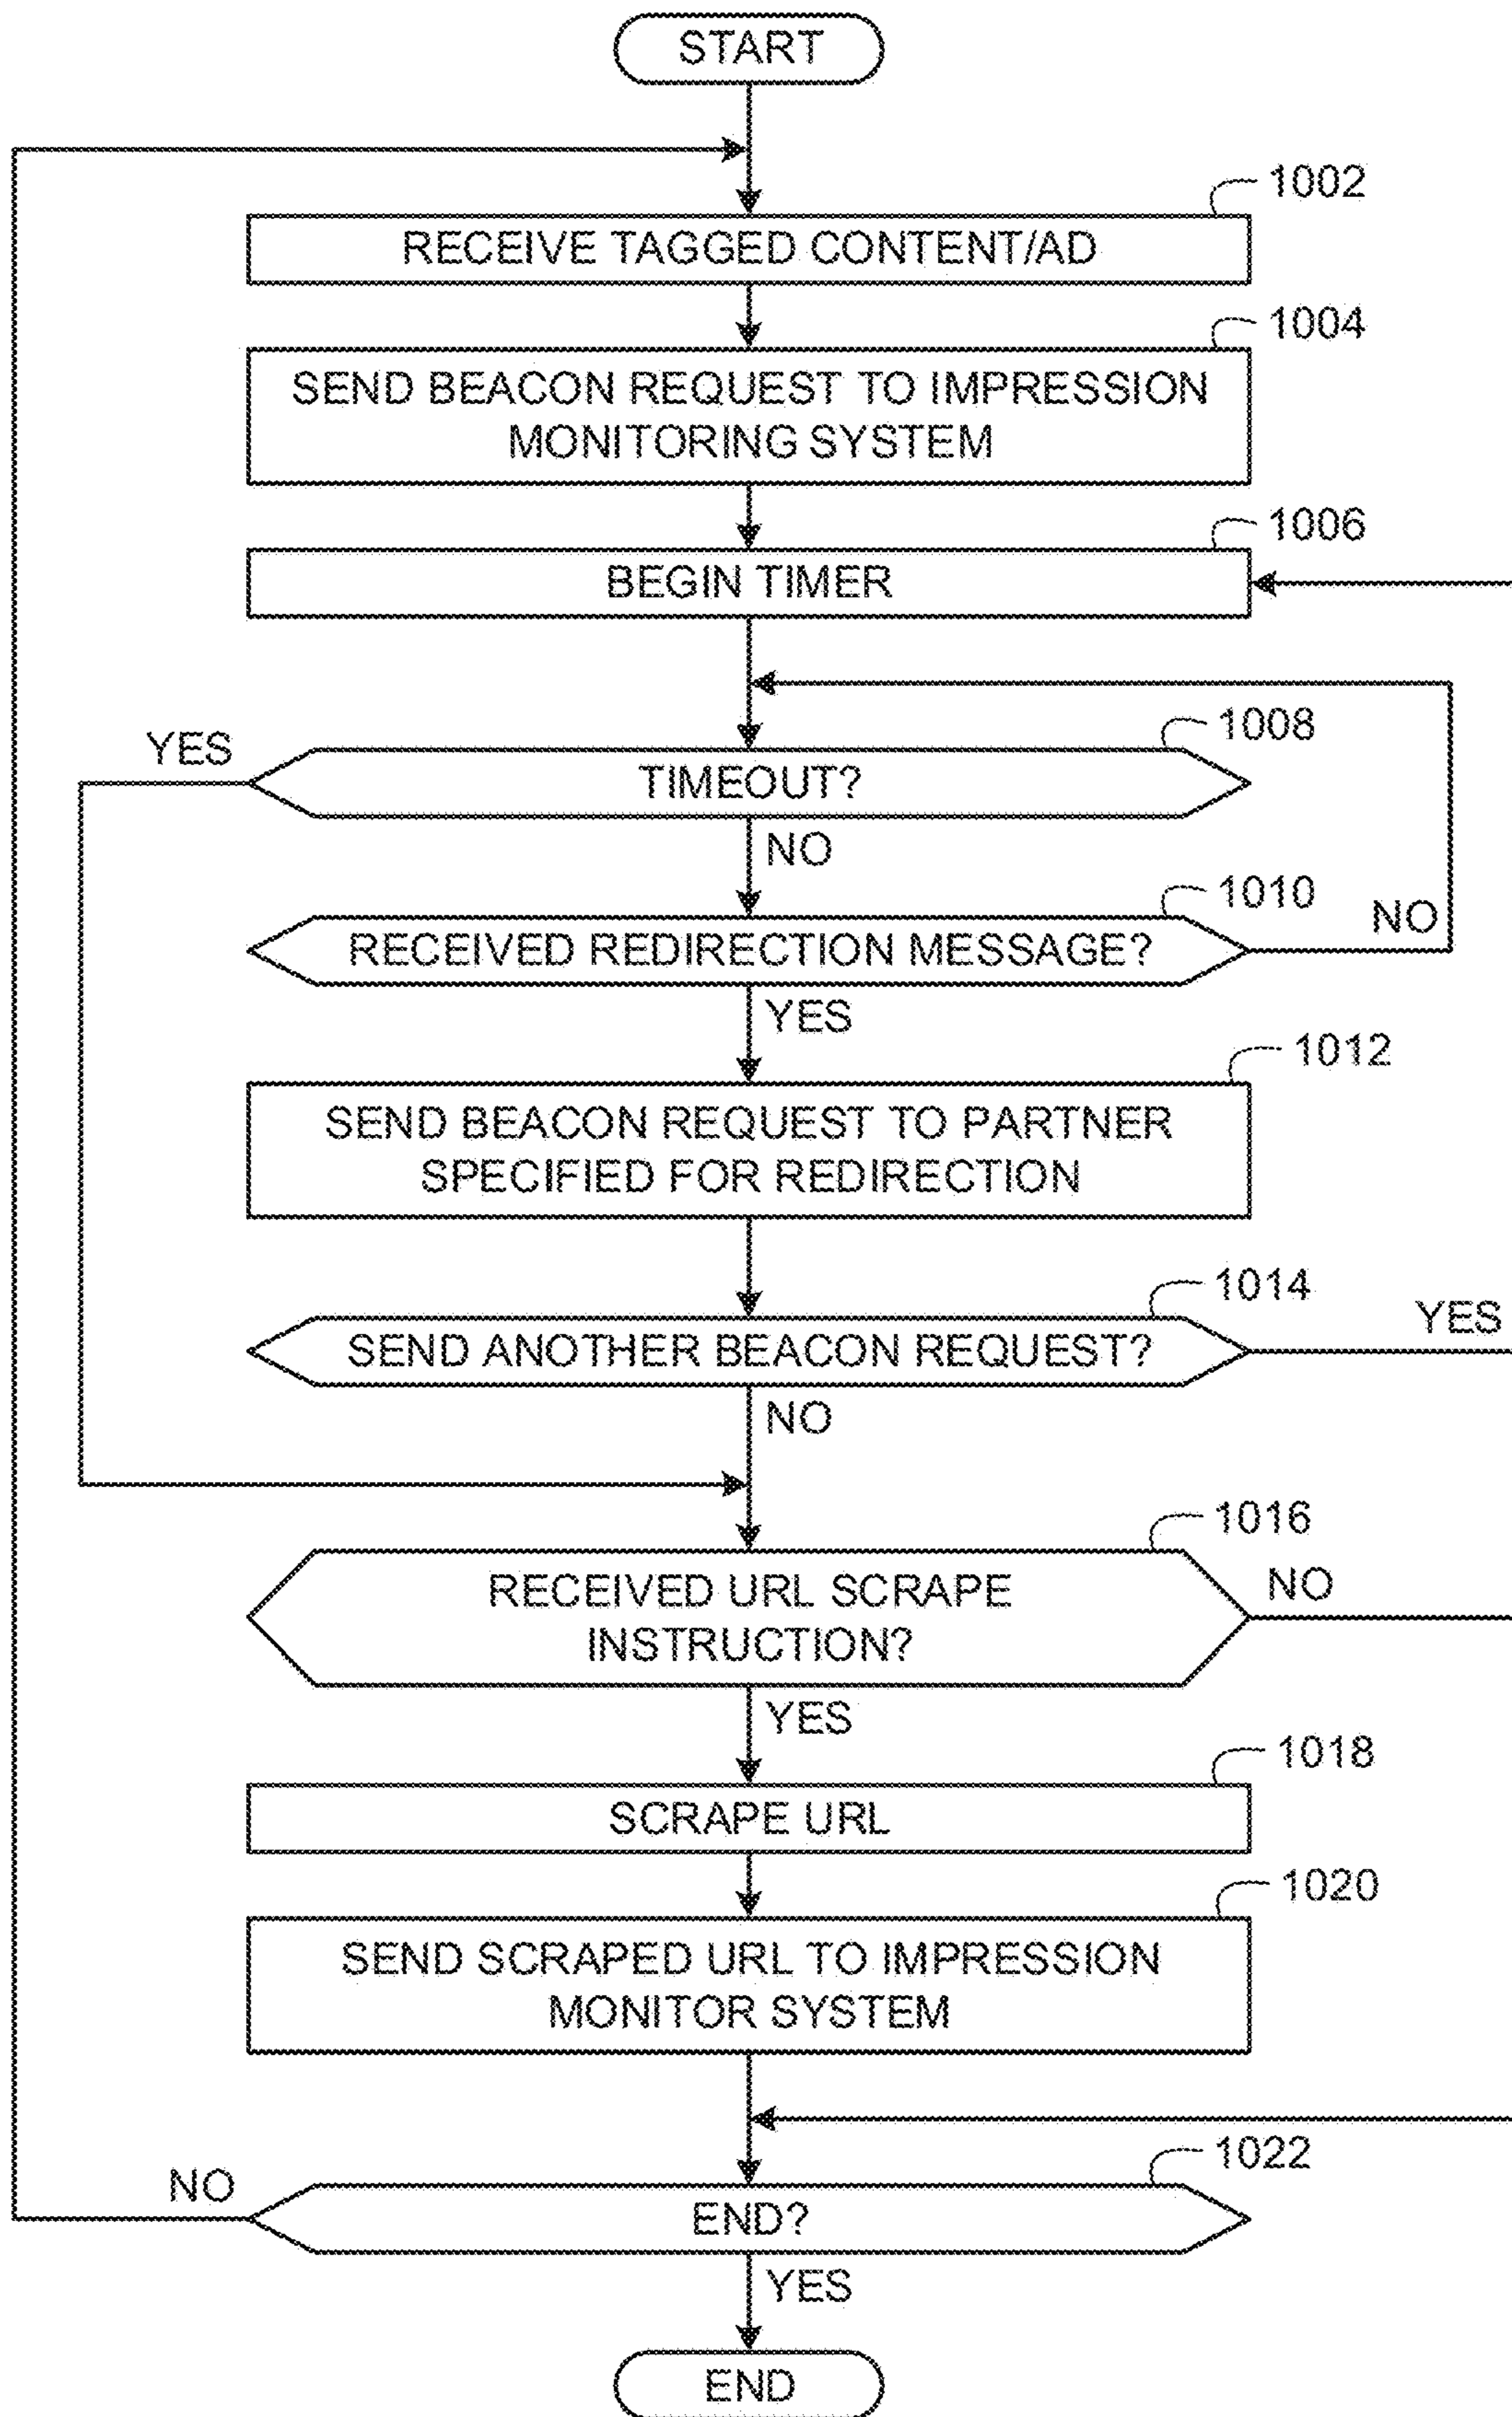 START
1002
RECEIVE TAGGED CONTENT/AD
1004
SEND BEACON REQUEST TO IMPRESSION
MONITORING SYSTEM
1006
BEGIN TIMER
1008
YES
TIMEOUT?
NO
1010
RECEIVED REDIRECTION MESSAGE?
NO
YES
1012
SEND BEACON REQUEST TO PARTNER
SPECIFIED FOR REDIRECTION
1014
SEND ANOTHER BEACON REQUEST?
YES
NO
1016
RECEIVED URL SCRAPE
INSTRUCTION?
NO
YES
1018
SCRAPE URL
1020
SEND SCRAPED URL TO IMPRESSION
MONITOR SYSTEM
1022
NO
END?
YES
END